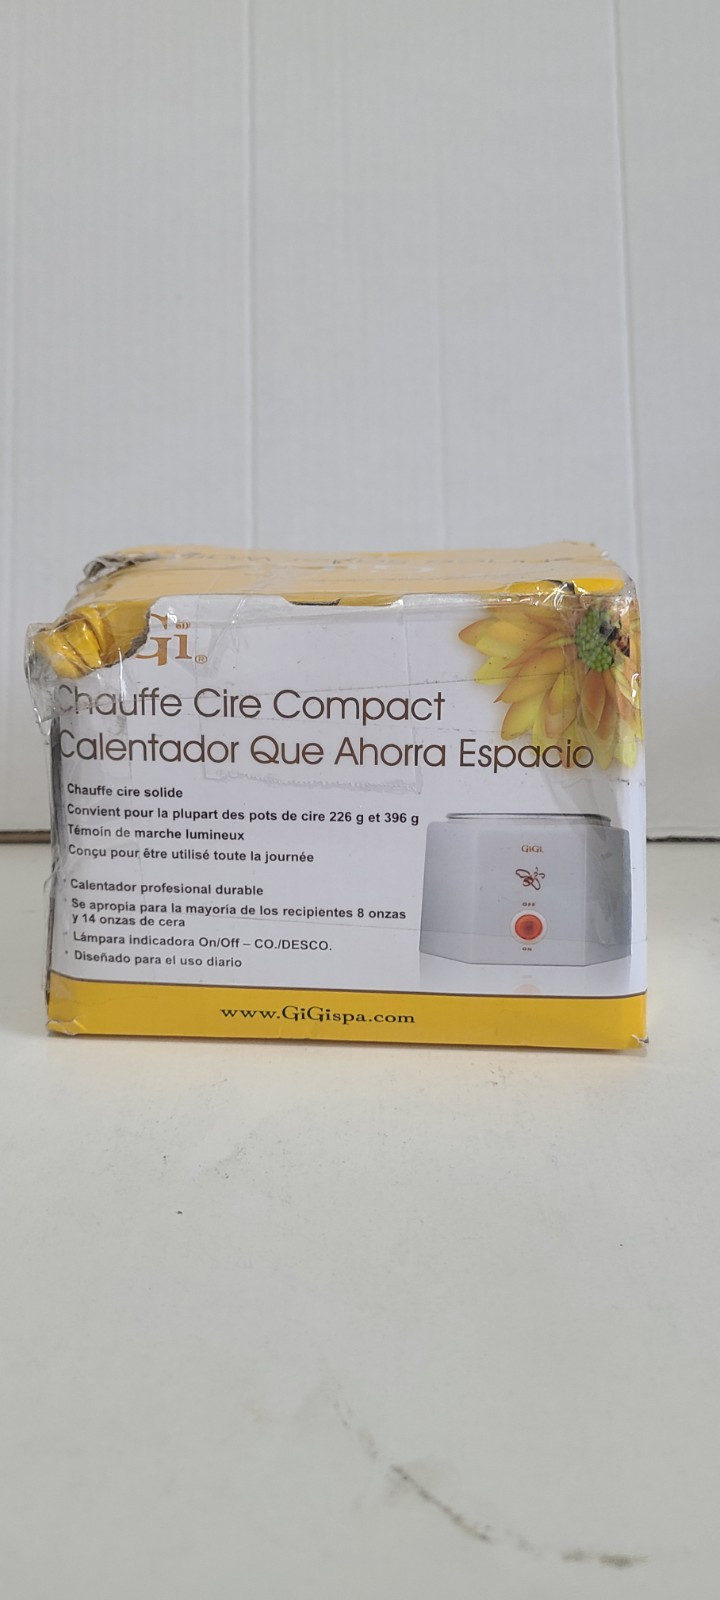 Gi®
Chauffe Cire Compact
Calentador Que Ahorra Espacio
Chauffe cire solide
Convient pour la plupart des pots de cire 226 g et 396 g
Témoin de marche lumineux
Conçu pour être utilisé toute la journée
Calentador profesional durable
Se apropia para la mayoría de los recipientes 8 onzas
y 14 onzas de cera
Lámpara indicadora On/Off – CO./DESCO.
Diseñado para el uso diario
GiGi
OFF
ON
www.GiGispa.com